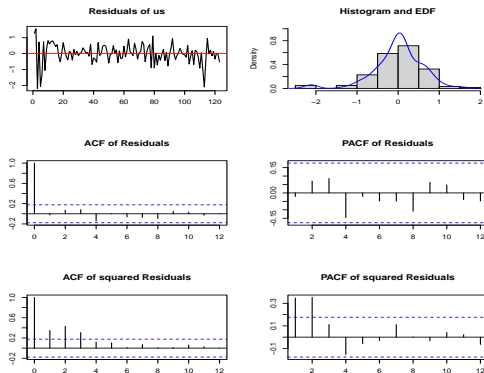 Residuals of us
1
0
−1
−2
0 20 40 60 80 100 120
Histogram and EDF
Density
0.8
0.4
0.0
−2 −1 0 1 2
ACF of Residuals
1.0
0.6
0.2
−0.2
0 2 4 6 8 10 12
PACF of Residuals
0.15
0.00
−0.15
2 4 6 8 10 12
ACF of squared Residuals
1.0
0.6
0.2
−0.2
0 2 4 6 8 10 12
PACF of squared Residuals
0.3
0.1
−0.1
2 4 6 8 10 12